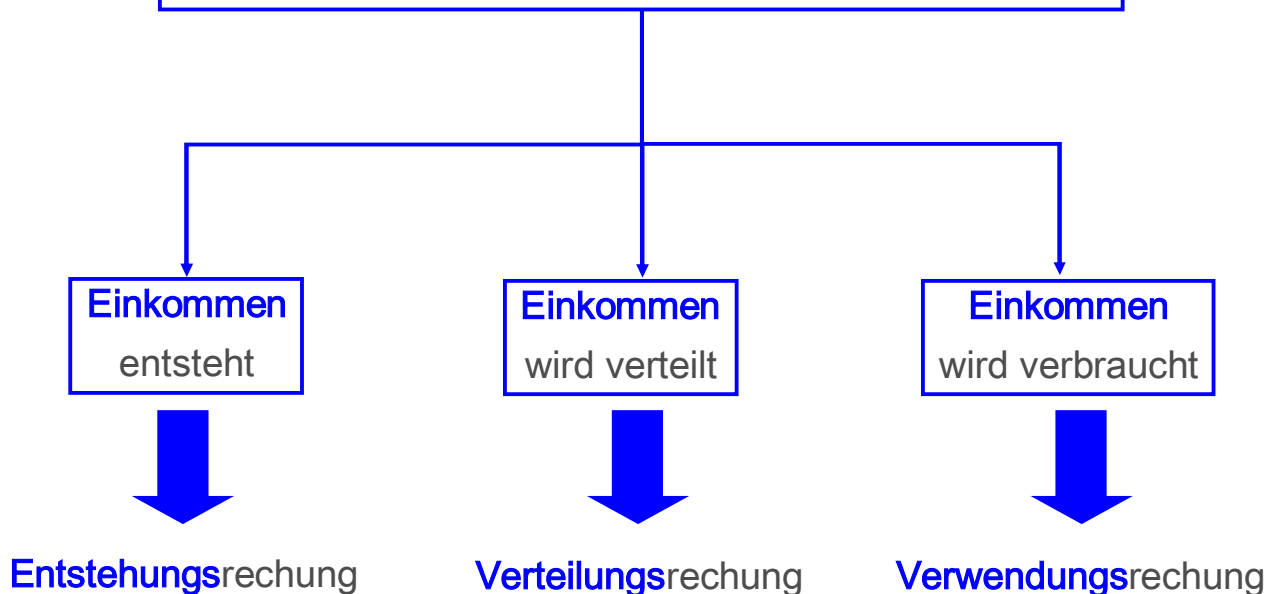 Einkommen
entsteht
Einkommen
wird verteilt
Einkommen
wird verbraucht
Entstehungsrechung
Verteilungsrechung
Verwendungsrechung